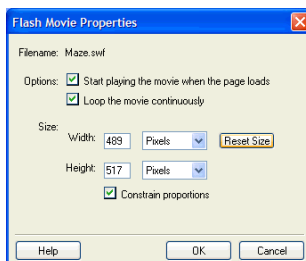 Flash Movie Properties
Filename: Maze.swf
Options: Start playing the movie when the page loads
Loop the movie continuously
Size:
Width: 489 Pixels Reset Size
Height: 517 Pixels
Constrain proportions
Help OK Cancel